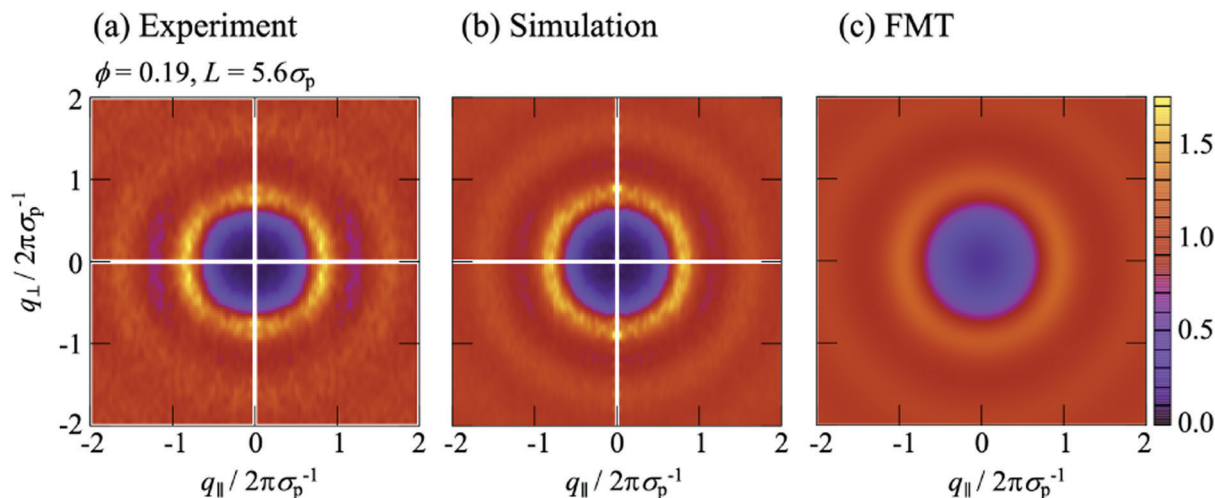 (a) Experiment (b) Simulation (c) FMT
ϕ = 0.19, L = 5.6σp
2 1 0 -1 -2
q⊥ / 2πσp⁻¹
1.5 1.0 0.5 0.0
-2 -1 0 1 2 -2 -1 0 1 2 -2 -1 0 1 2
q∥ / 2πσp⁻¹ q∥ / 2πσp⁻¹ q∥ / 2πσp⁻¹